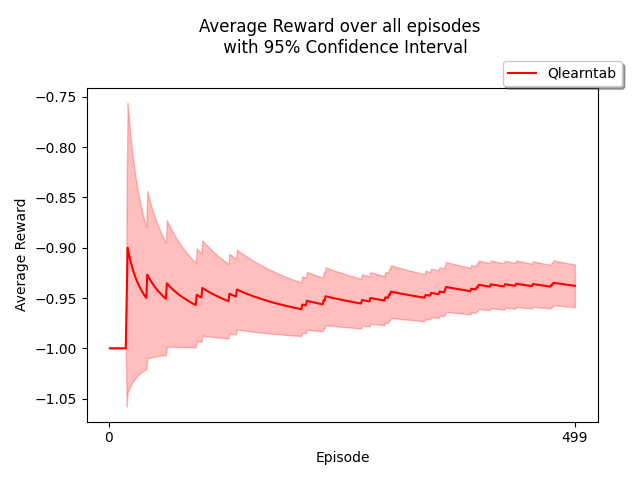 Average Reward over all episodes
with 95% Confidence Interval
Qlearntab
Average Reward
−0.75
−0.80
−0.85
−0.90
−0.95
−1.00
−1.05
0
499
Episode